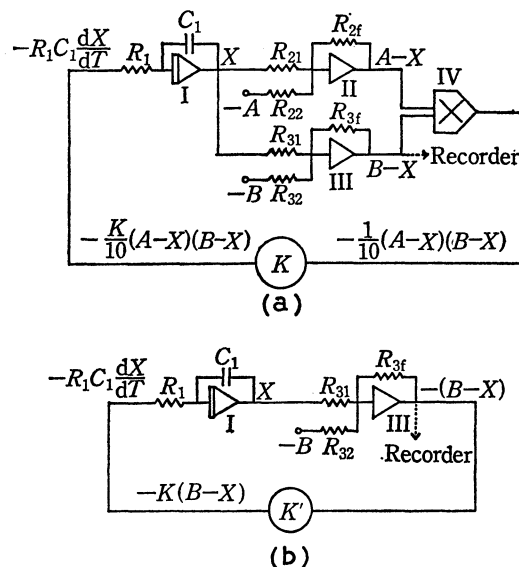 C₁
R₂f
−R₁C₁ dX/dT
R₁
X
R₂₁
A−X
IV
I
II
−A
R₂₂
R₃f
R₃₁
Recorder
−B
R₃₂
III
B−X
−K/10(A−X)(B−X)
K
−1/10(A−X)(B−X)
(a)
C₁
R₃f
−R₁C₁ dX/dT
R₁
X
R₃₁
−(B−X)
I
−B
R₃₂
III
Recorder
−K(B−X)
K′
(b)